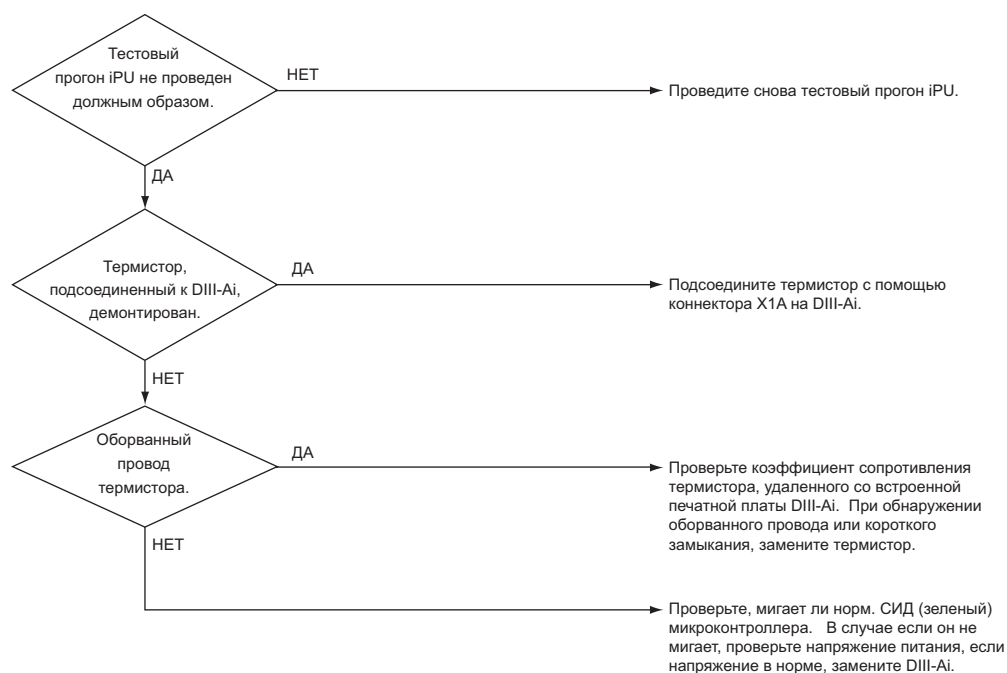 Тестовый
прогон iPU не проведен
должным образом.
НЕТ
Проведите снова тестовый прогон iPU.
ДА
Термистор,
подсоединенный к DIII-Ai,
демонтирован.
ДА
Подсоедините термистор с помощью
коннектора X1A на DIII-Ai.
НЕТ
Оборванный
провод
термистора.
ДА
Проверьте коэффициент сопротивления
термистора, удаленного со встроенной
печатной платы DIII-Ai. При обнаружении
оборванного провода или короткого
замыкания, замените термистор.
НЕТ
Проверьте, мигает ли норм. СИД (зеленый)
микроконтроллера. В случае если он не
мигает, проверьте напряжение питания, если
напряжение в норме, замените DIII-Ai.